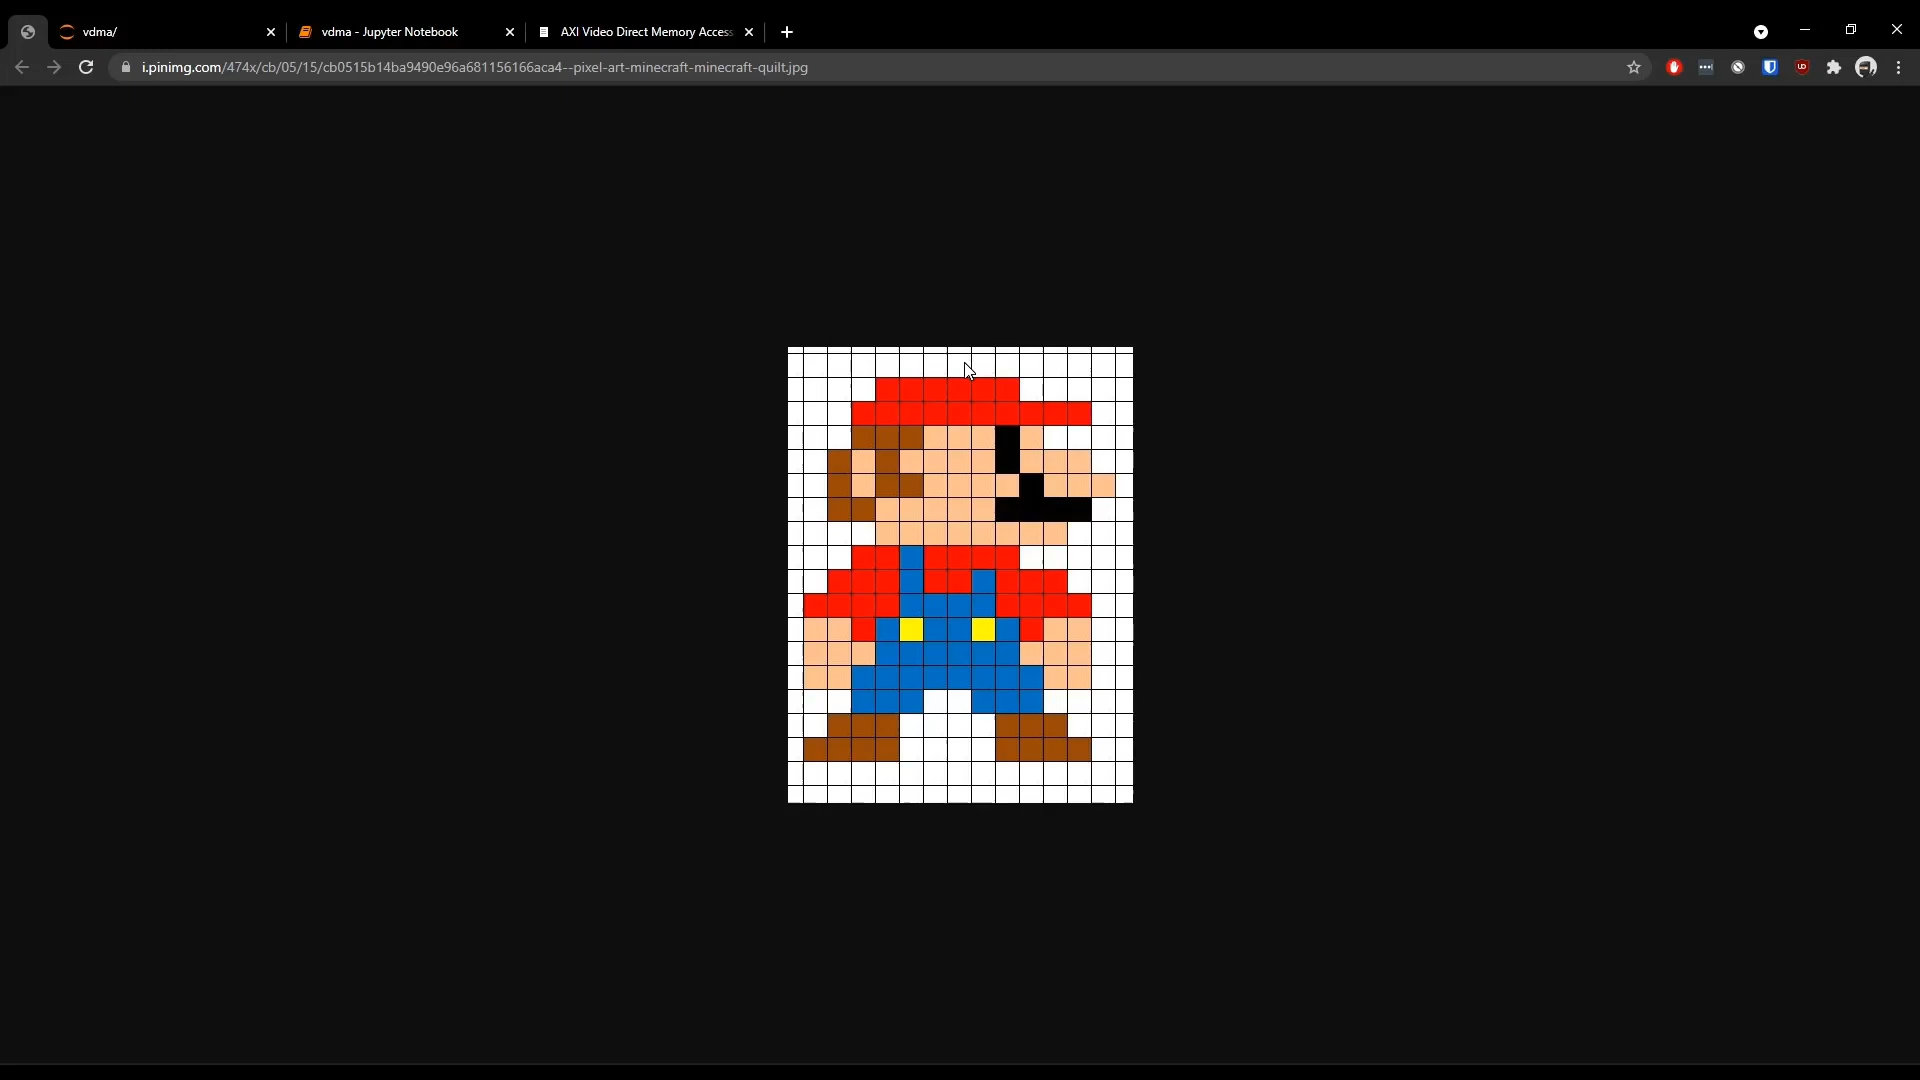 vdma/
vdma - Jupyter Notebook
AXI Video Direct Memory Access
i.pinimg.com/474x/cb/05/15/cb0515b14ba9490e96a681156166aca4--pixel-art-minecraft-minecraft-quilt.jpg